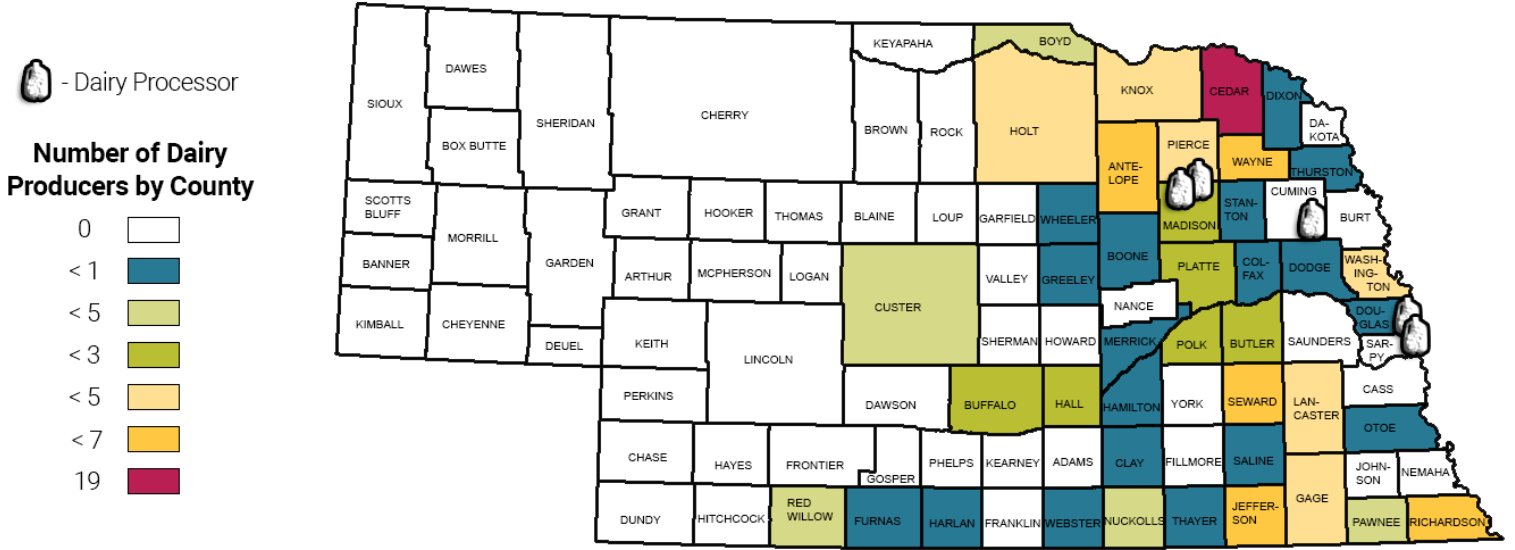 - Dairy Processor
Number of Dairy
Producers by County
0
< 1
< 5
< 3
< 5
< 7
19
KEYAPAHA
BOYD
DAWES
SIOUX
SHERIDAN
CHERRY
BROWN
ROCK
HOLT
KNOX
CEDAR
DIXON
DA-
KOTA
BOX BUTTE
ANTE-
LOPE
PIERCE
WAYNE
THURSTON
SCOTTS
BLUFF
MORRILL
GARDEN
GRANT
HOOKER
THOMAS
BLAINE
LOUP
GARFIELD
WHEELER
MADISON
STAN-
TON
CUMING
BURT
BANNER
ARTHUR
MCPHERSON
LOGAN
CUSTER
VALLEY
GREELEY
BOONE
PLATTE
COL-
FAX
DODGE
WASH-
ING-
TON
KIMBALL
CHEYENNE
DEUEL
KEITH
LINCOLN
SHERMAN
HOWARD
NANCE
MERRICK
POLK
BUTLER
SAUNDERS
DOU-
GLAS
SAR-
PY
PERKINS
DAWSON
BUFFALO
HALL
HAMILTON
YORK
SEWARD
LAN-
CASTER
CASS
OTOE
CHASE
HAYES
FRONTIER
GOSPER
PHELPS
KEARNEY
ADAMS
CLAY
FILLMORE
SALINE
JOHN-
SON
NEMAHA
DUNDY
HITCHCOCK
RED
WILLOW
FURNAS
HARLAN
FRANKLIN
WEBSTER
NUCKOLLS
THAYER
JEFFER-
SON
GAGE
PAWNEE
RICHARDSON